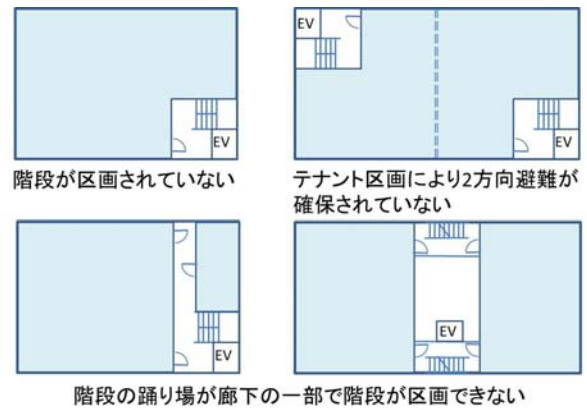 EV
EV
EV
階段が区画されていない
テナント区画により2方向避難が
確保されていない
EV
EV
階段の踊り場が廊下の一部で階段が区画できない